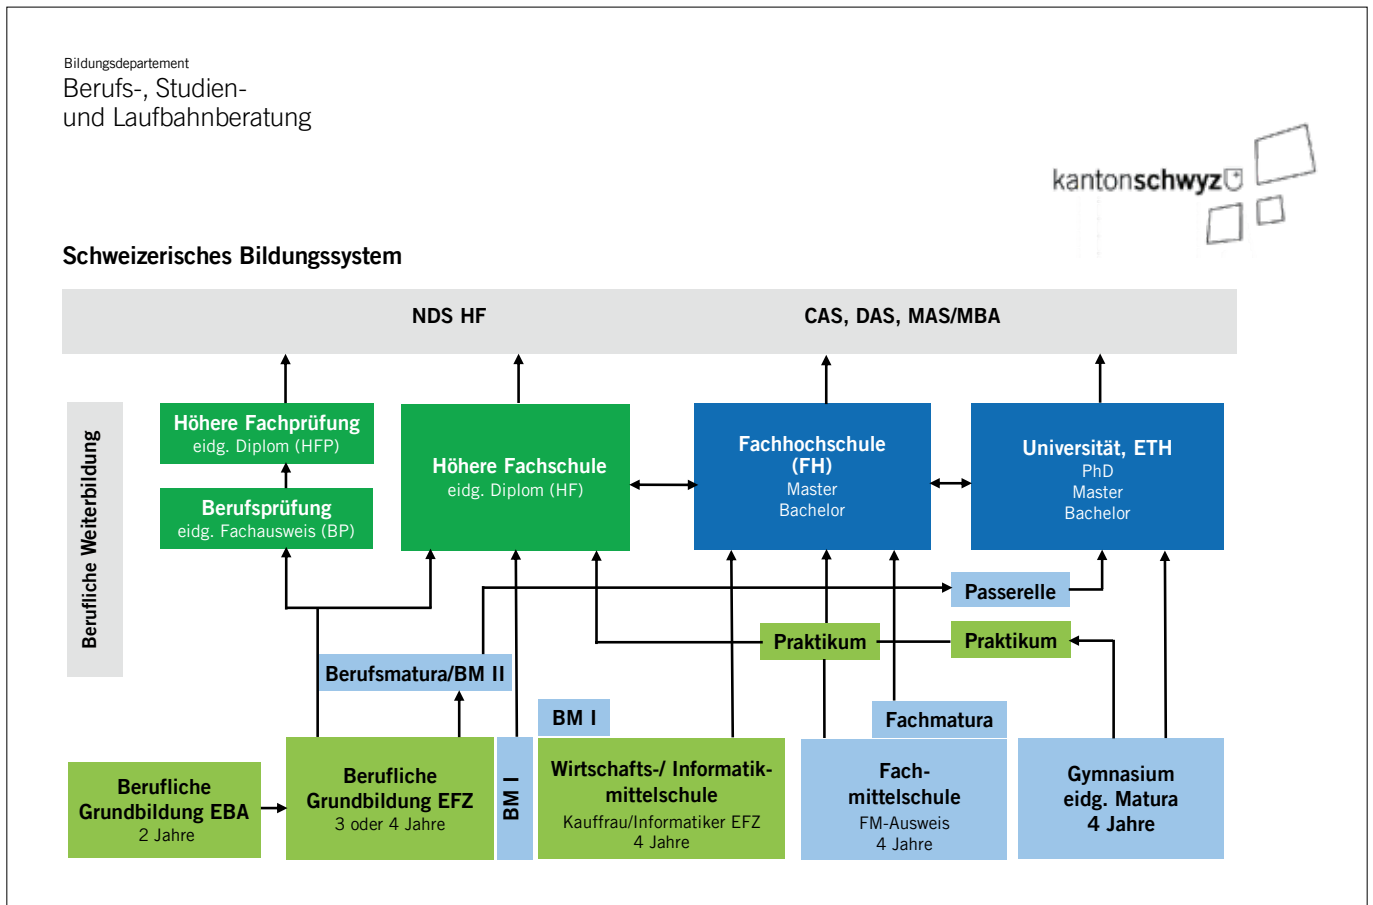 Bildungsdepartement
Berufs-, Studien-
und Laufbahnberatung
kantonschwyz
Schweizerisches Bildungssystem
NDS HF
CAS, DAS, MAS/MBA
Berufliche Weiterbildung
Höhere Fachprüfung
eidg. Diplom (HFP)
Berufsprüfung
eidg. Fachausweis (BP)
Höhere Fachschule
eidg. Diplom (HF)
Fachhochschule
(FH)
Master
Bachelor
Universität, ETH
PhD
Master
Bachelor
Passerelle
Praktikum
Praktikum
Berufsmatura/BM II
BM I
Fachmatura
Berufliche
Grundbildung EBA
2 Jahre
Berufliche
Grundbildung EFZ
3 oder 4 Jahre
BM I
Wirtschafts-/ Informatik-
mittelschule
Kauffrau/Informatiker EFZ
4 Jahre
Fach-
mittelschule
FM-Ausweis
4 Jahre
Gymnasium
eidg. Matura
4 Jahre